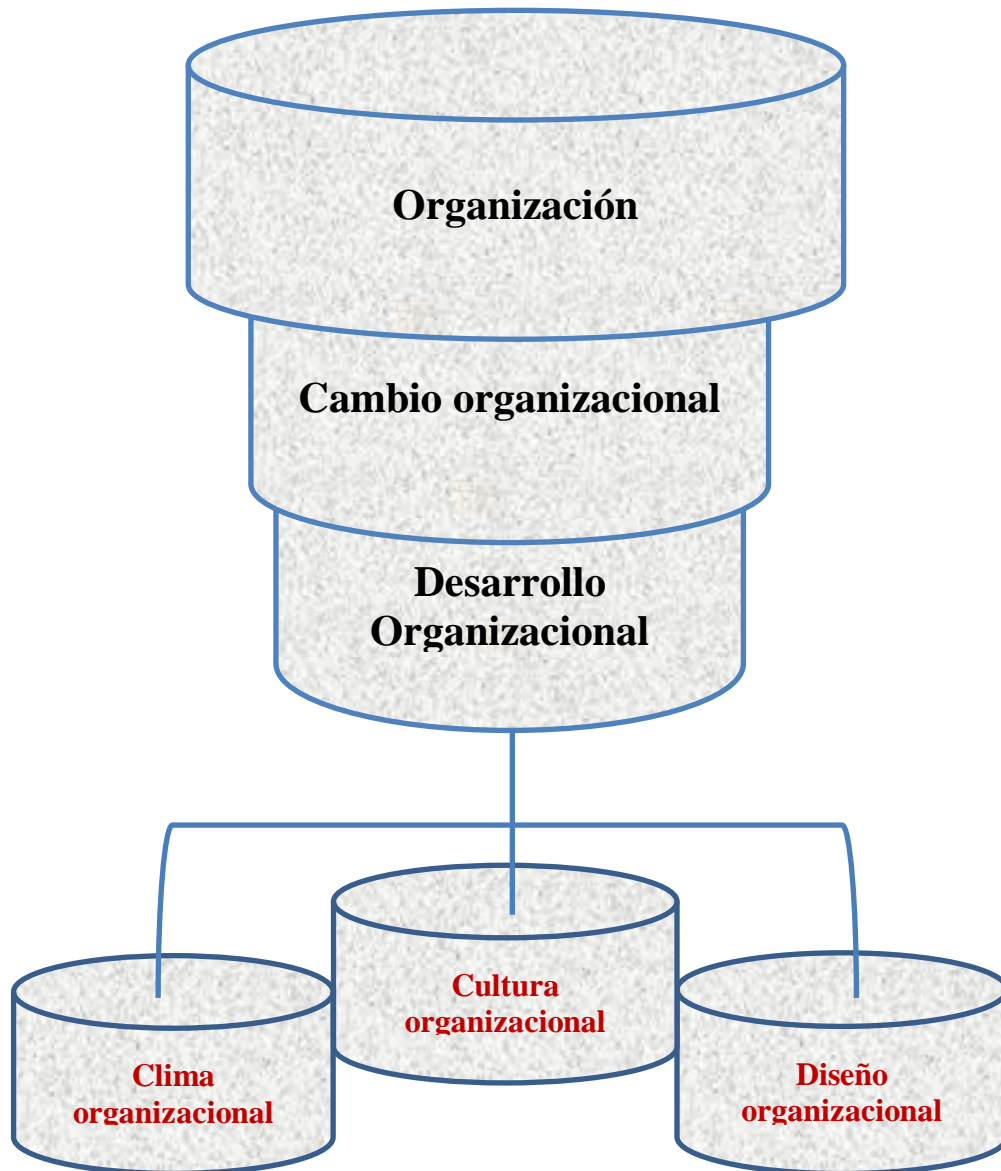 Organización
Cambio organizacional
Desarrollo
Organizacional
Cultura
organizacional
Clima
organizacional
Diseño
organizacional